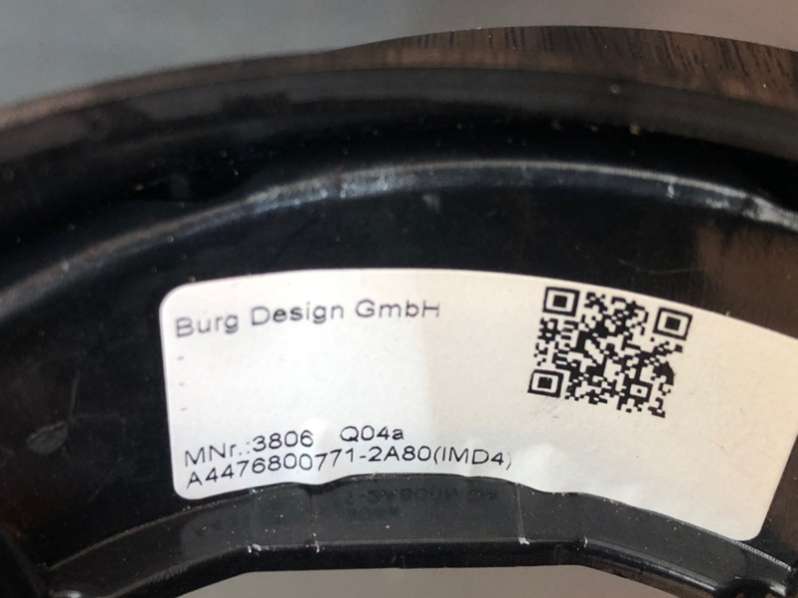 Burg Design GmbH
-
-
-
MNr.:3806 Q04a
A4476800771-2A80(IMD4)